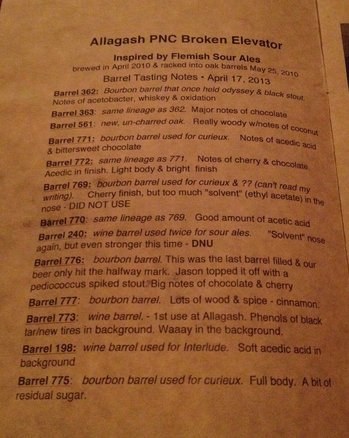 Allagash PNC Broken Elevator
Inspired by Flemish Sour Ales
brewed in April 2010 & racked into oak barrels May 25, 2010
Barrel Tasting Notes • April 17, 2013
Barrel 362: Bourbon barrel that once held odyssey & black stout.
Notes of acetobacter, whiskey & oxidation
Barrel 363: same lineage as 362. Major notes of chocolate
Barrel 561: new, un-charred oak. Really woody w/notes of coconut
Barrel 771: bourbon barrel used for curieux. Notes of acedic acid
& bittersweet chocolate
Barrel 772: same lineage as 771. Notes of cherry & chocolate
Acedic in finish. Light body & bright finish
Barrel 769: bourbon barrel used for curieux & ?? (can't read my
writing). Cherry finish, but too much "solvent" (ethyl acetate) in the
nose - DID NOT USE
Barrel 770: same lineage as 769. Good amount of acetic acid
Barrel 240: wine barrel used twice for sour ales. "Solvent" nose
again, but even stronger this time - DNU
Barrel 776: bourbon barrel. This was the last barrel filled & our
beer only hit the halfway mark. Jason topped it off with a
pediococcus spiked stout. Big notes of chocolate & cherry
Barrel 777: bourbon barrel. Lots of wood & spice - cinnamon.
Barrel 773: wine barrel. - 1st use at Allagash. Phenols of black
tar/new tires in background. Waaay in the background.
Barrel 198: wine barrel used for Interlude. Soft acedic acid in
background
Barrel 775: bourbon barrel used for curieux. Full body. A bit of
residual sugar.